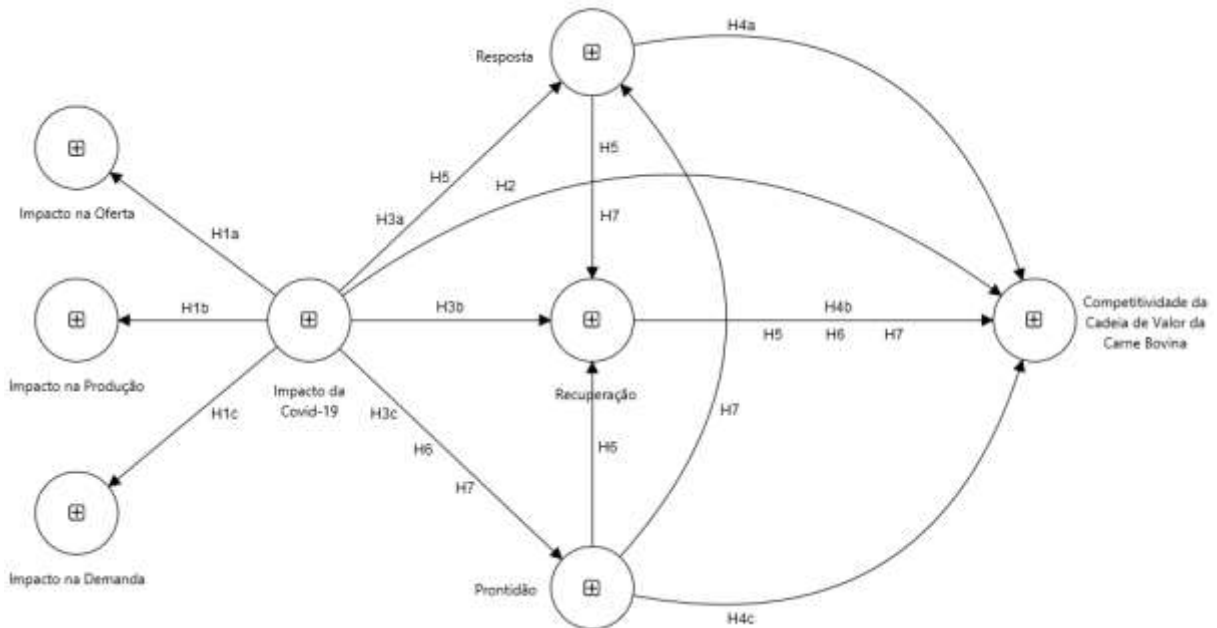 H4a
Resposta
H5
H5
H2
Impacto na Oferta
H3a
H7
H1a
H1b
H3b
H4b
Competitividade da
Cadeia de Valor da
Carne Bovina
H5
H6
H7
Impacto na Produção
Impacto da
Covid-19
Recuperação
H1c
H3c
H7
H6
H6
H7
Impacto na Demanda
Prontidão
H4c